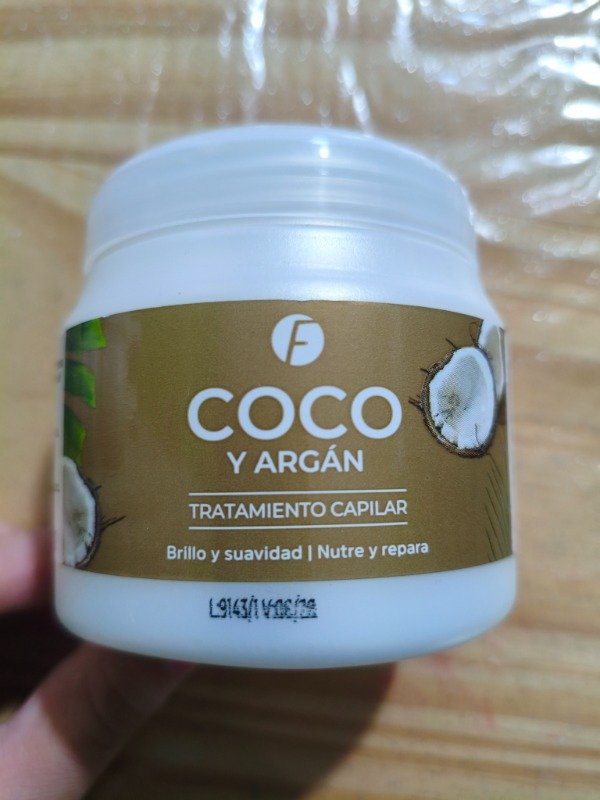 F
COCO
Y ARGÁN
TRATAMIENTO CAPILAR
Brillo y suavidad | Nutre y repara